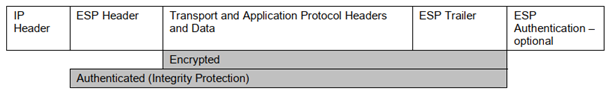 IP
Header
ESP Header
Transport and Application Protocol Headers
and Data
ESP Trailer
ESP
Authentication –
optional
Encrypted
Authenticated (Integrity Protection)